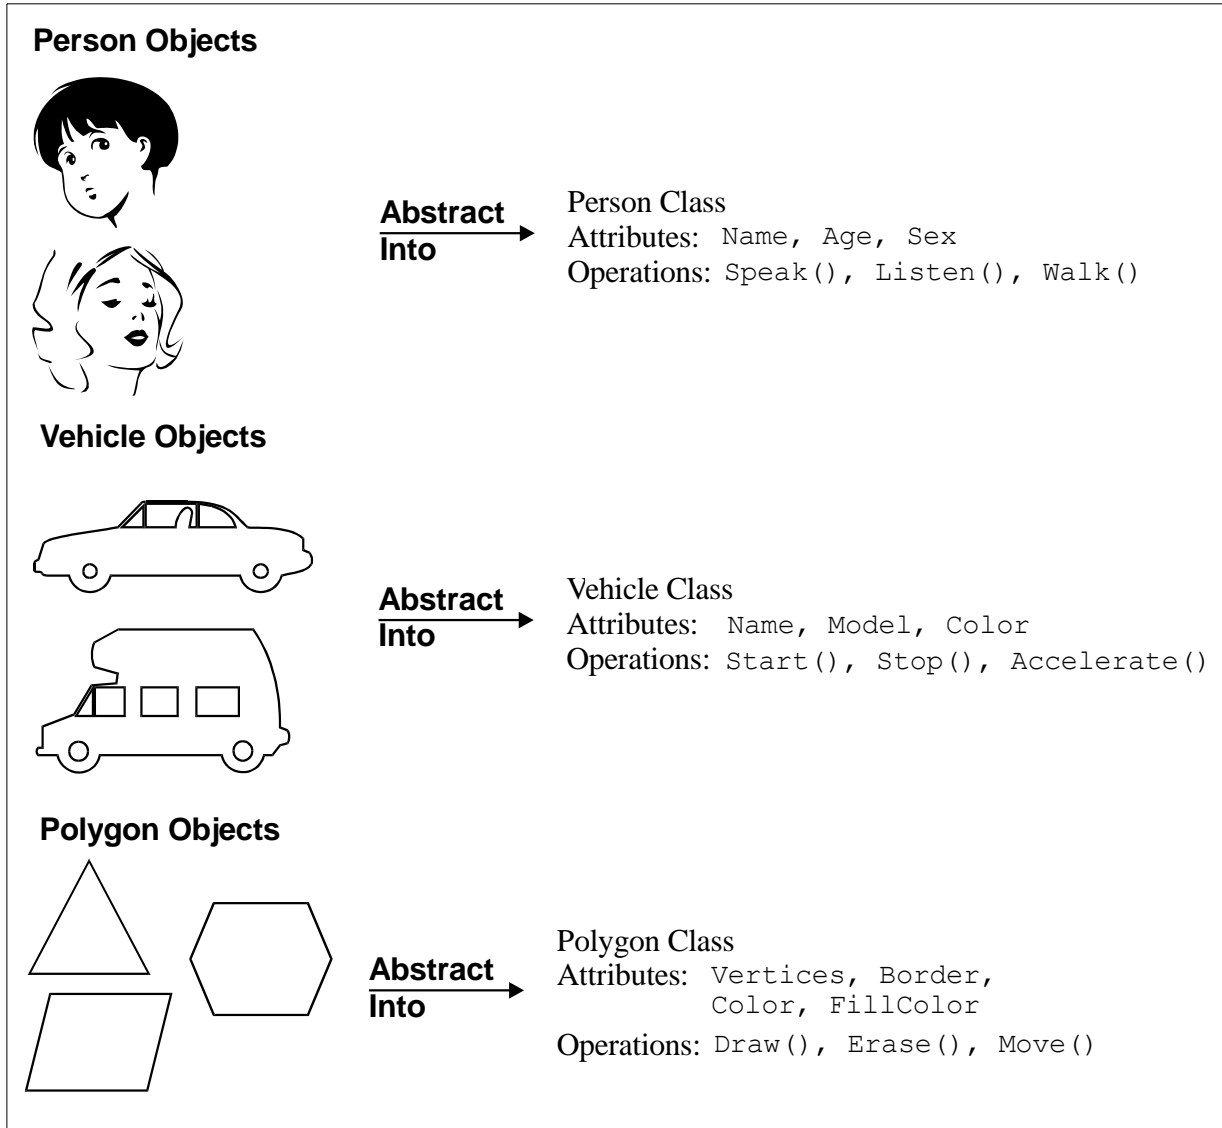 Person Objects
Abstract
Into
Person Class
Attributes: Name, Age, Sex
Operations: Speak(), Listen(), Walk()
Vehicle Objects
Abstract
Into
Vehicle Class
Attributes: Name, Model, Color
Operations: Start(), Stop(), Accelerate()
Polygon Objects
Abstract
Into
Polygon Class
Attributes: Vertices, Border,
Color, FillColor
Operations: Draw(), Erase(), Move()